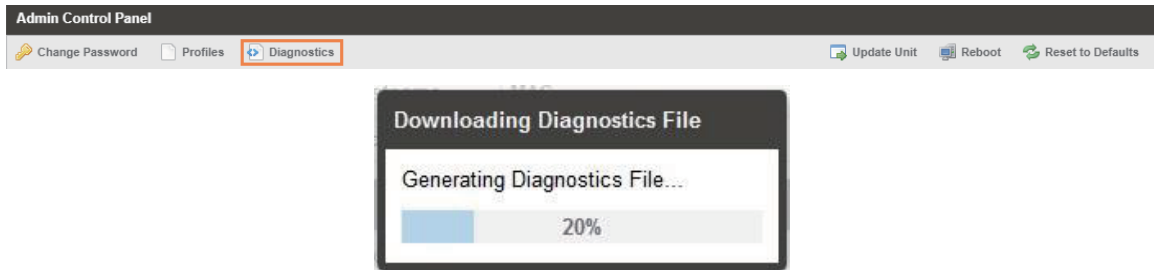 Admin Control Panel
Change Password Profiles Diagnostics Update Unit Reboot Reset to Defaults
Downloading Diagnostics File
Generating Diagnostics File...
20%